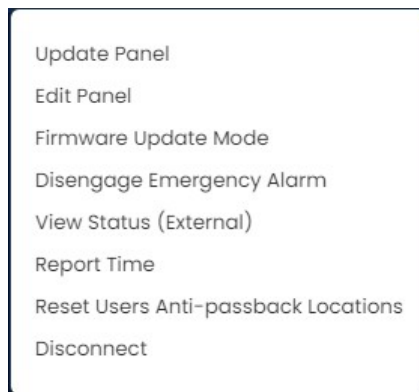 Update Panel
Edit Panel
Firmware Update Mode
Disengage Emergency Alarm
View Status (External)
Report Time
Reset Users Anti-passback Locations
Disconnect